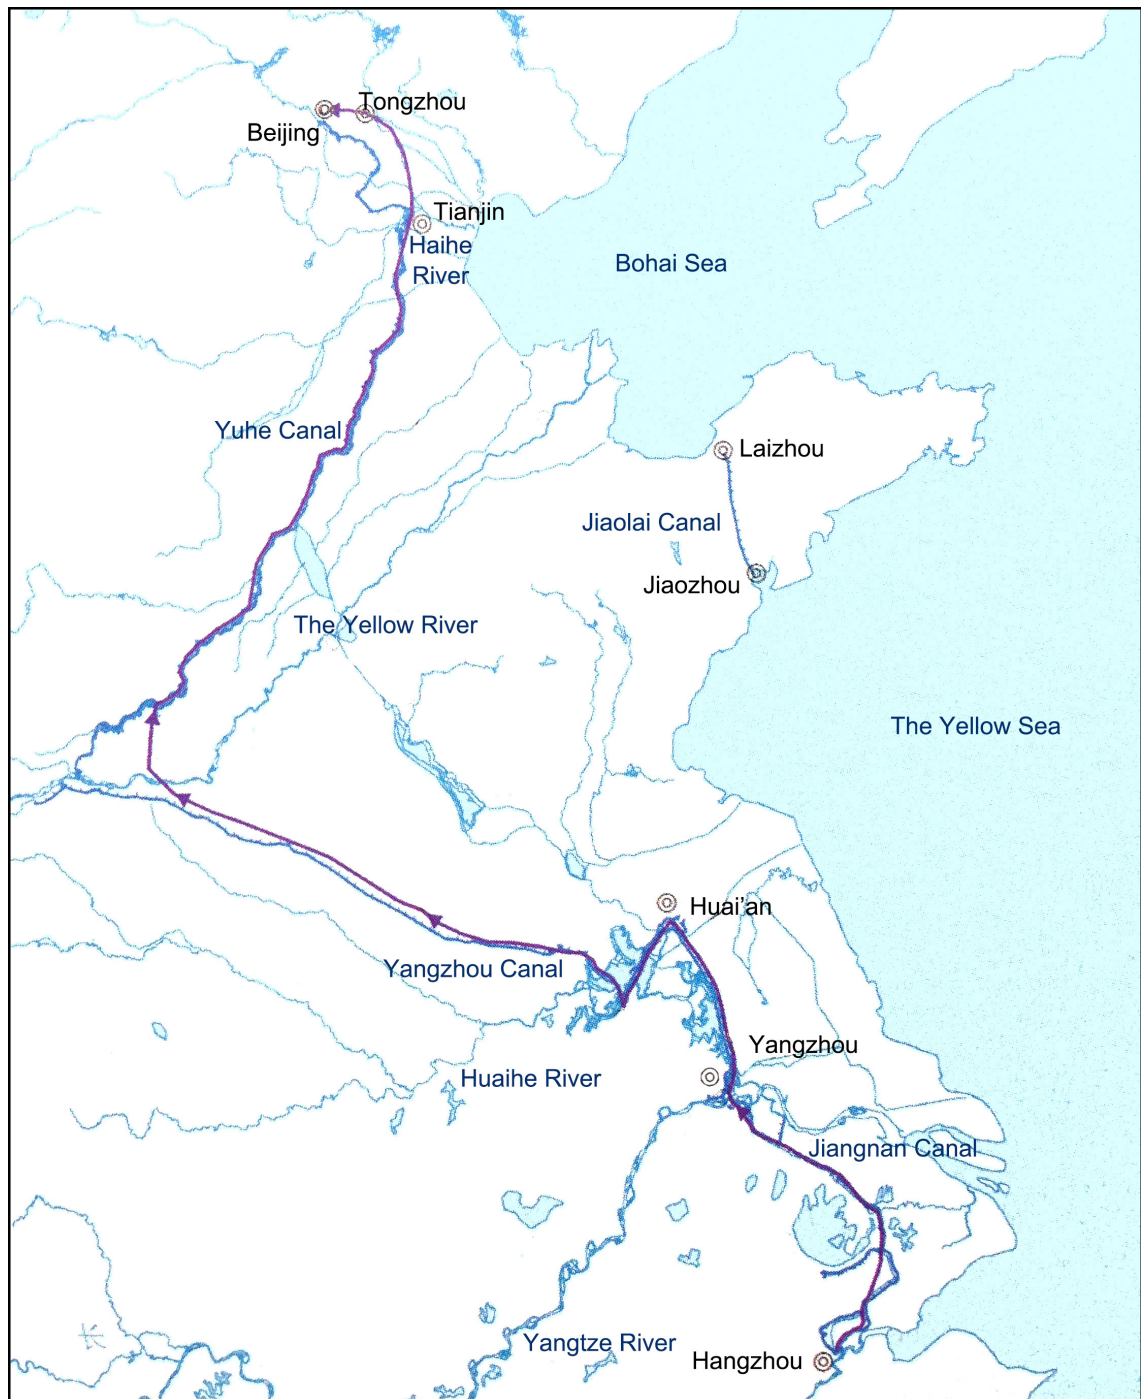 Tongzhou
Beijing
Tianjin
Haihe
River
Bohai Sea
Yuhe Canal
Laizhou
Jiaolai Canal
Jiaozhou
The Yellow River
The Yellow Sea
Huai'an
Yangzhou Canal
Yangzhou
Huaihe River
Jiangnan Canal
Yangtze River
Hangzhou